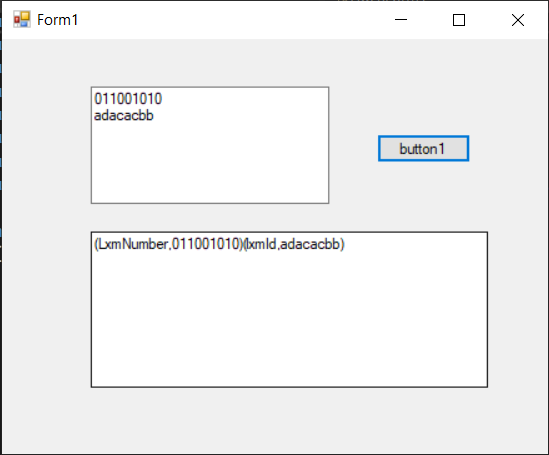 Form1
011001010
adacacbb
button1
(LxmNumber,011001010)(lxmId,adacacbb)